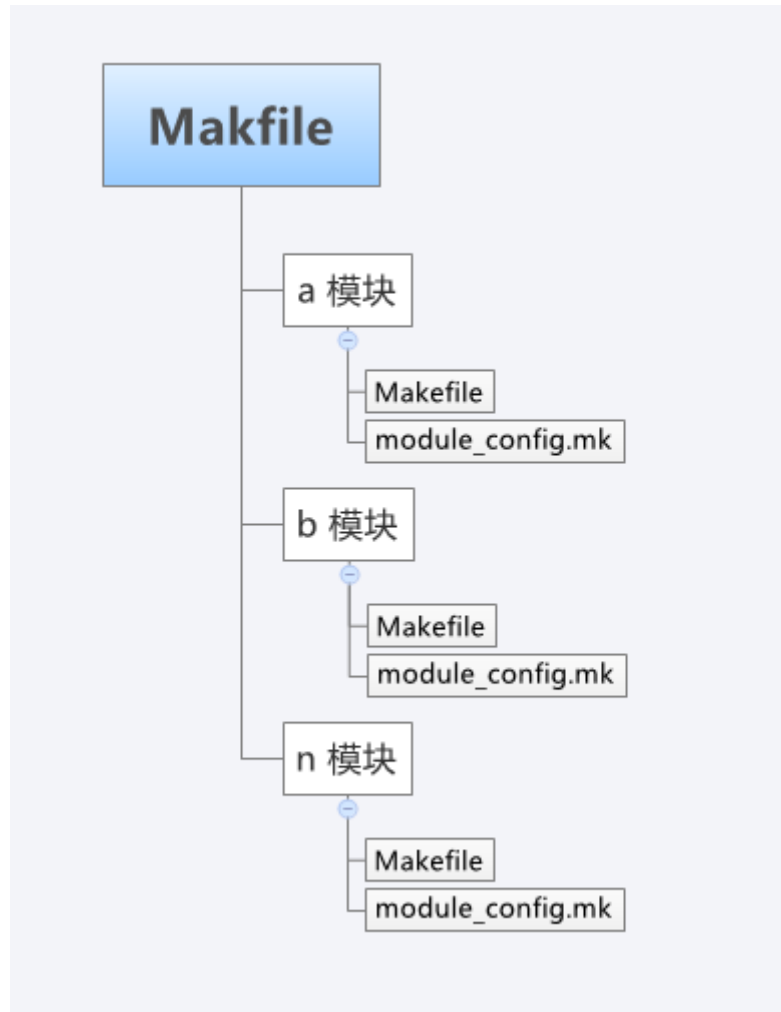 Makfile
a 模块
Makefile
module_config.mk
b 模块
Makefile
module_config.mk
n 模块
Makefile
module_config.mk